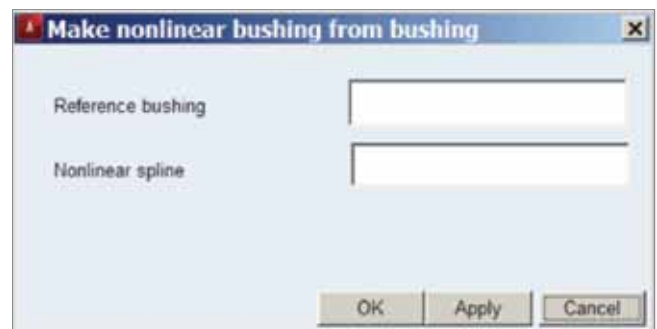 Make nonlinear bushing from bushing
Reference bushing
Nonlinear spline
OK Apply Cancel